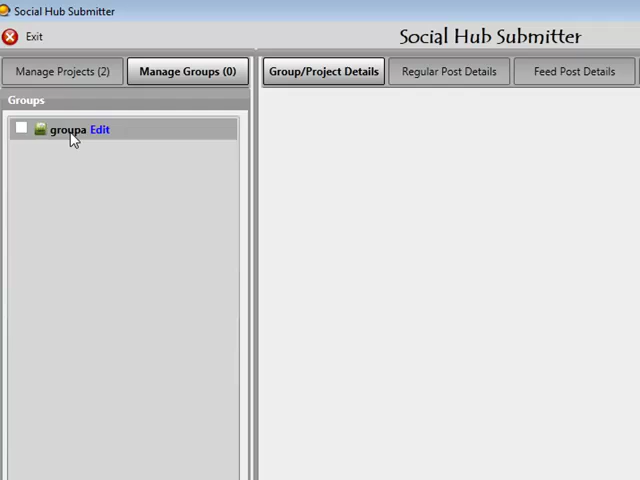 Social Hub Submitter
Exit
Social Hub Submitter
Manage Projects (2)
Manage Groups (0)
Group/Project Details
Regular Post Details
Feed Post Details
Groups
groupa Edit